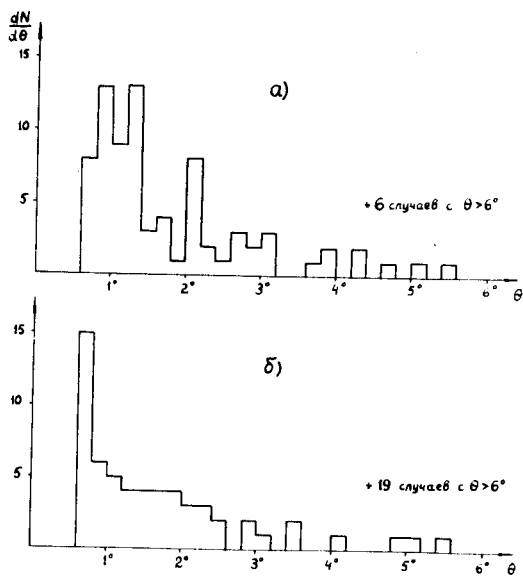 dN
dθ
15
а)
10
5
+ 6 случаев с θ>6°
1° 2° 3° 4° 5° 6° θ
15
б)
10
5
+ 19 случаев с θ>6°
1° 2° 3° 4° 5° 6° θ